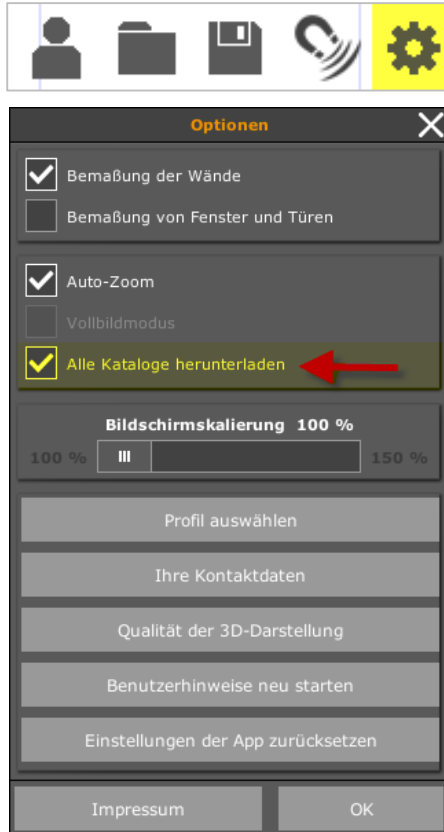 Optionen
Bemaßung der Wände
Bemaßung von Fenster und Türen
Auto-Zoom
Vollbildmodus
Alle Kataloge herunterladen
Bildschirmskalierung 100 %
100 % 150 %
Profil auswählen
Ihre Kontaktdaten
Qualität der 3D-Darstellung
Benutzerhinweise neu starten
Einstellungen der App zurücksetzen
Impressum OK